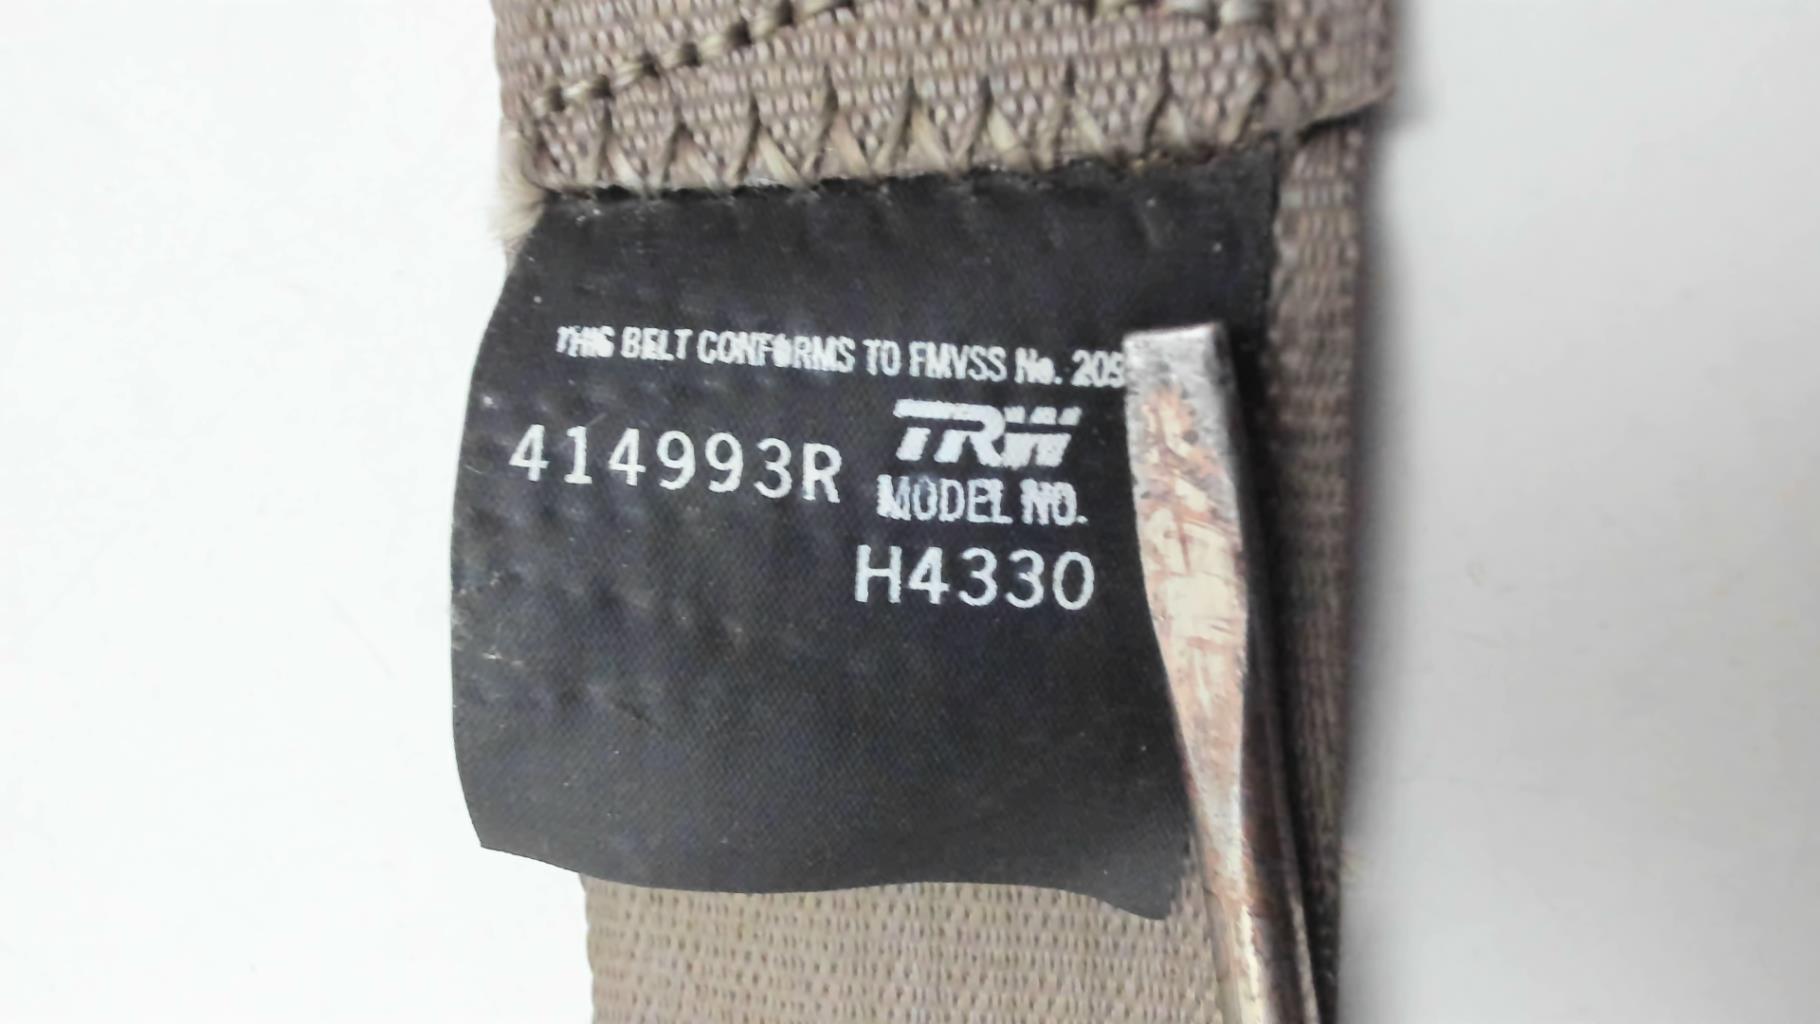 THIS BELT CONFORMS TO FMVSS No. 209
TRW
414993R
MODEL NO.
H4330